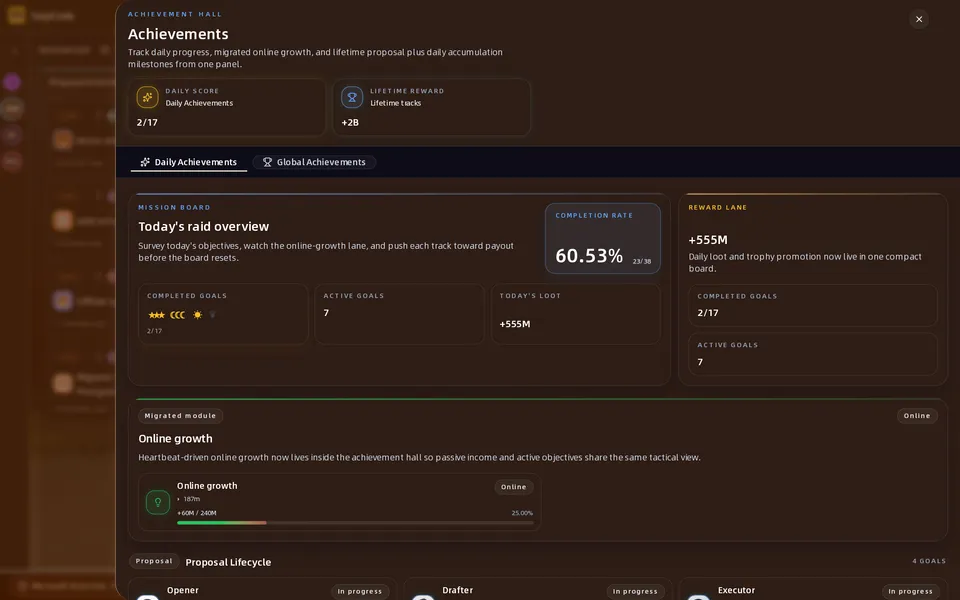 ACHIEVEMENT HALL
Achievements
Track daily progress, migrated online growth, and lifetime proposal plus daily accumulation
milestones from one panel.
DAILY SCORE
Daily Achievements
2/17
LIFETIME REWARD
Lifetime tracks
+2B
Daily Achievements
Global Achievements
MISSION BOARD
Today's raid overview
Survey today's objectives, watch the online-growth lane, and push each track toward payout
before the board resets.
COMPLETION RATE
60.53% 23/38
COMPLETED GOALS
2/17
ACTIVE GOALS
7
TODAY'S LOOT
+555M
REWARD LANE
+555M
Daily loot and trophy promotion now live in one compact
board.
COMPLETED GOALS
2/17
ACTIVE GOALS
7
Migrated module
Online
Online growth
Heartbeat-driven online growth now lives inside the achievement hall so passive income and active objectives share the same tactical view.
Online growth
Online
187m
+60M / 240M
25.00%
Proposal
Proposal Lifecycle
4 GOALS
Opener
In progress
Drafter
In progress
Executor
In progress